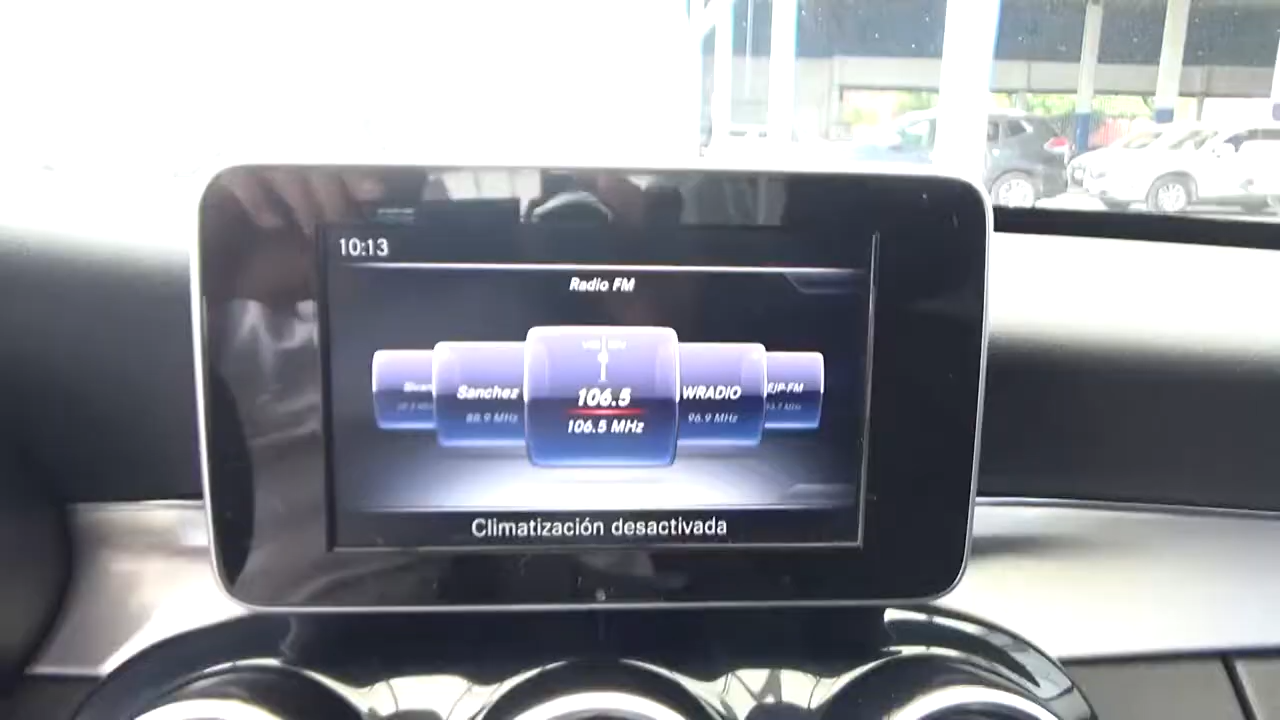 10:13
Radio FM
Sanchez
106.5
WRADIO
88.9 MHz
106.5 MHz
96.9 MHz
Climatización desactivada